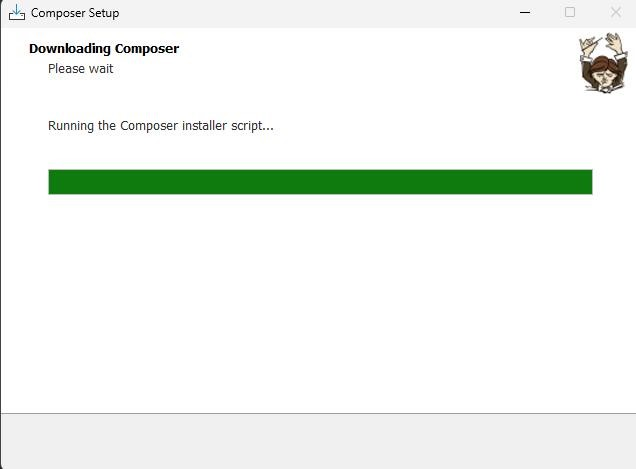 Composer Setup
Downloading Composer
Please wait
Running the Composer installer script...